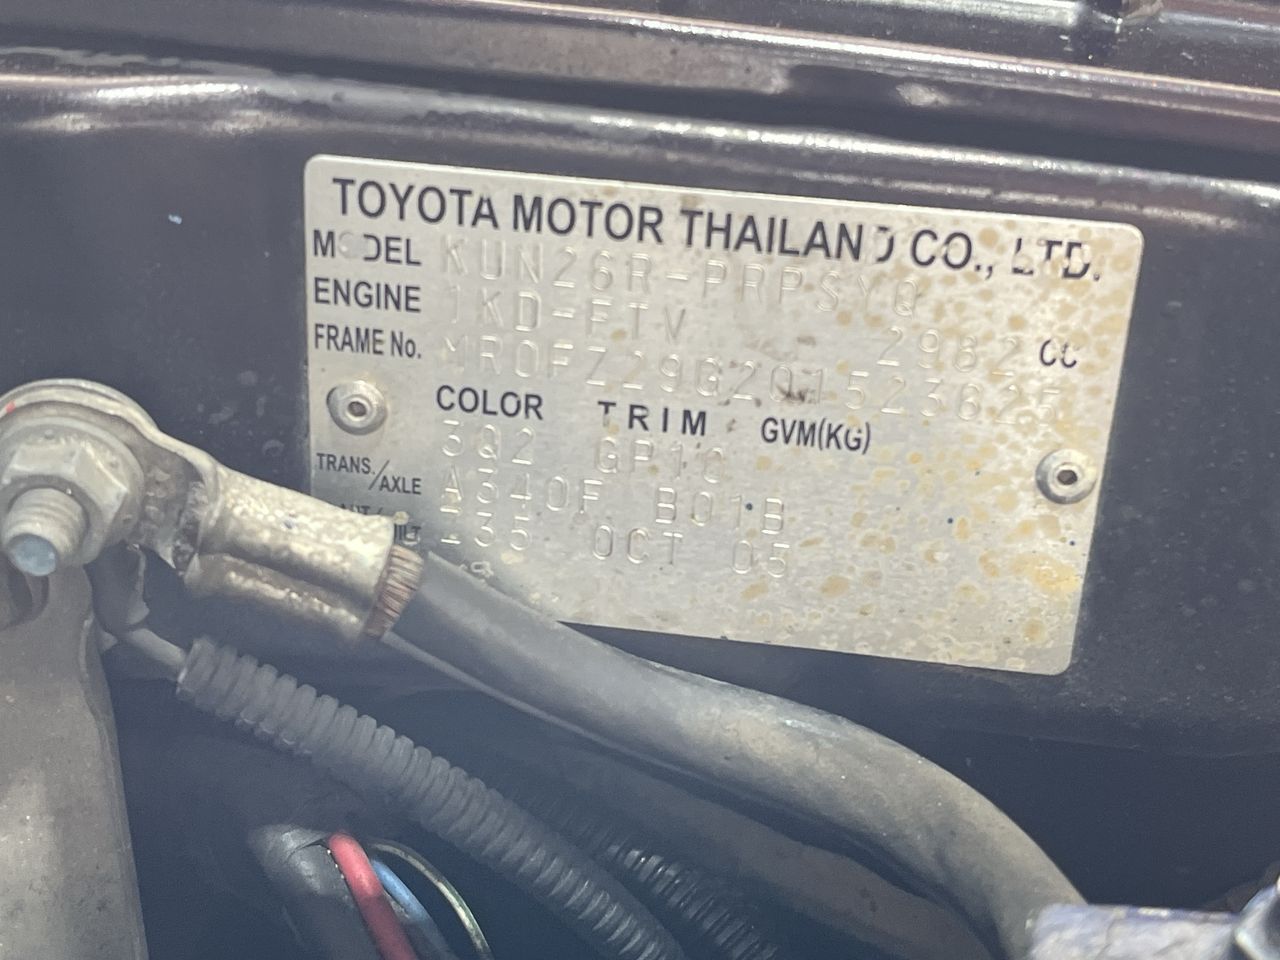 TOYOTA MOTOR THAILAND CO., LTD.
MODEL KUN26R-PRPSYQ
ENGINE 1KD-FTV 2982 CC
FRAME No. MR0FZ29G201523625
COLOR TRIM GVM(KG)
3Q2 GP10
TRANS./AXLE A340F B01B
OCT 05